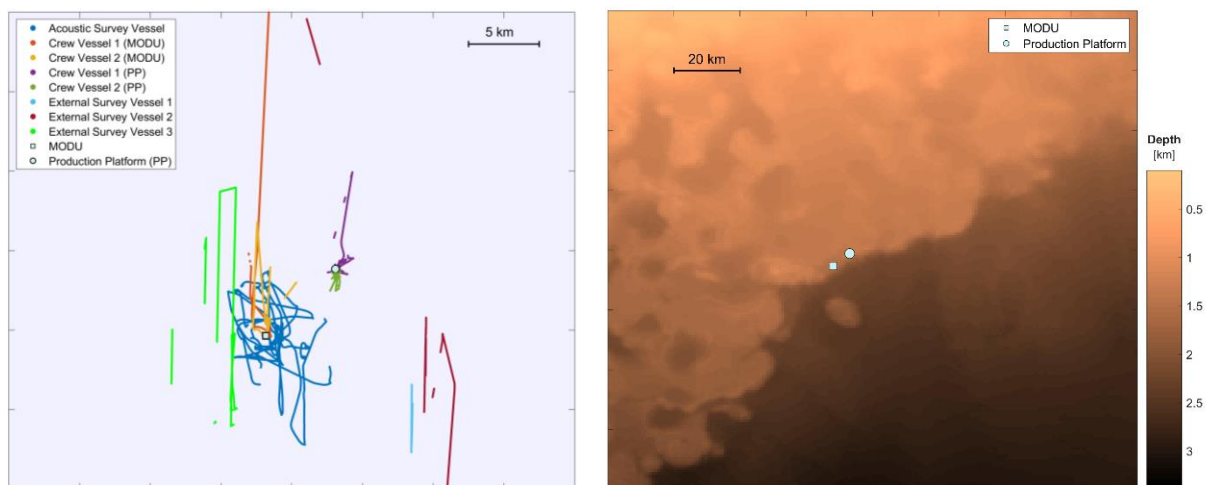 Acoustic Survey Vessel
Crew Vessel 1 (MODU)
Crew Vessel 2 (MODU)
Crew Vessel 1 (PP)
Crew Vessel 2 (PP)
External Survey Vessel 1
External Survey Vessel 2
External Survey Vessel 3
MODU
Production Platform (PP)
5 km
20 km
MODU
Production Platform
Depth
[km]
0.5
1
1.5
2
2.5
3